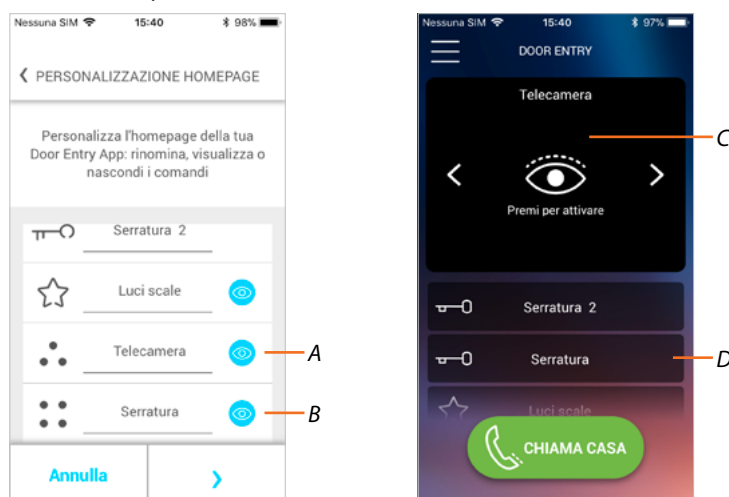 Nessuna SIM 15:40 98%
PERSONALIZZAZIONE HOMEPAGE
Personalizza l'homepage della tua
Door Entry App: rinomina, visualizza o
nascondi i comandi
Serratura 2
Luci scale
Telecamera
A
Serratura
B
Annulla
Nessuna SIM 15:40 97%
DOOR ENTRY
Telecamera
C
Premi per attivare
Serratura 2
Serratura
D
Luci scale
CHIAMA CASA